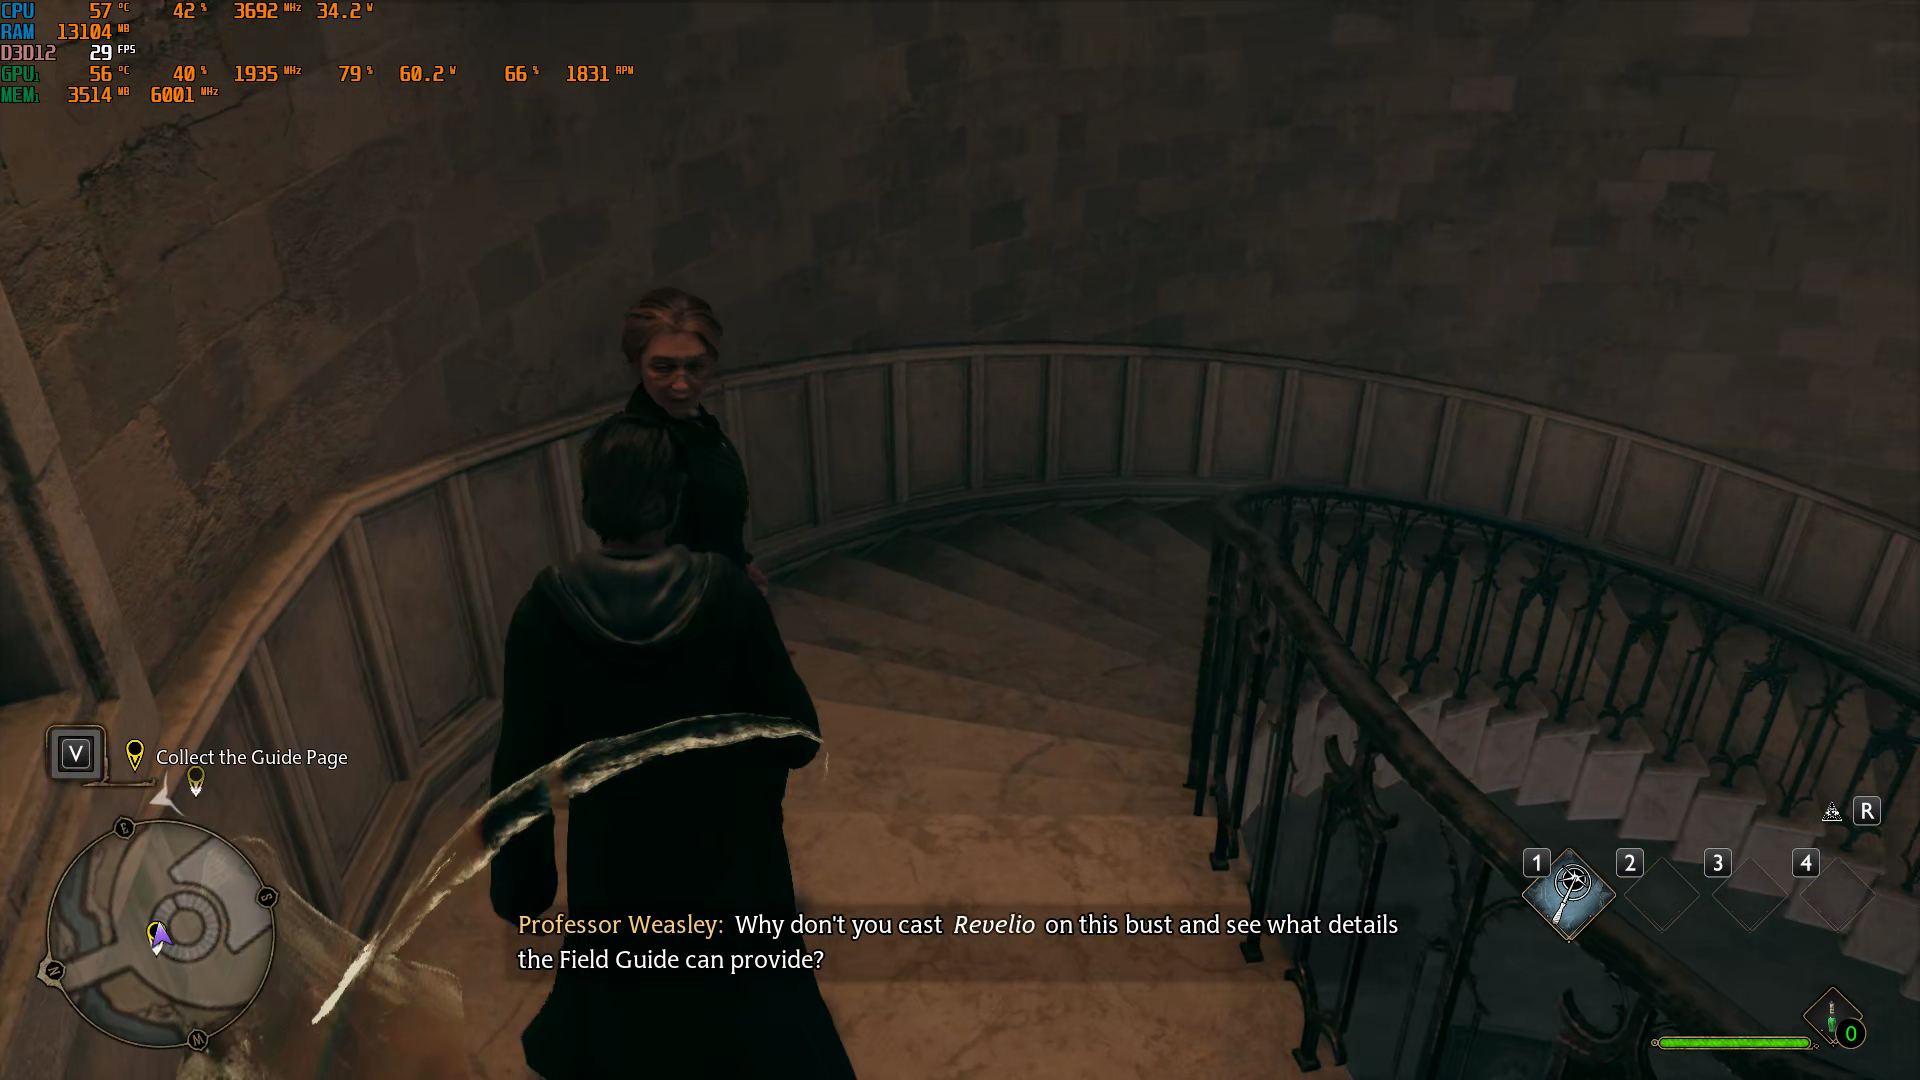 CPU 57 °C 42 % 3692 MHz 34.2 W
RAM 13104 MB
D3D12 29 FPS
GPU1 56 °C 40 % 1935 MHz 79 % 60.2 W 66 % 1831 RPM
MEM1 3514 MB 6001 MHz
V Collect the Guide Page
E
S
N
W
R
1 2 3 4
Professor Weasley: Why don't you cast Revelio on this bust and see what details
the Field Guide can provide?
0